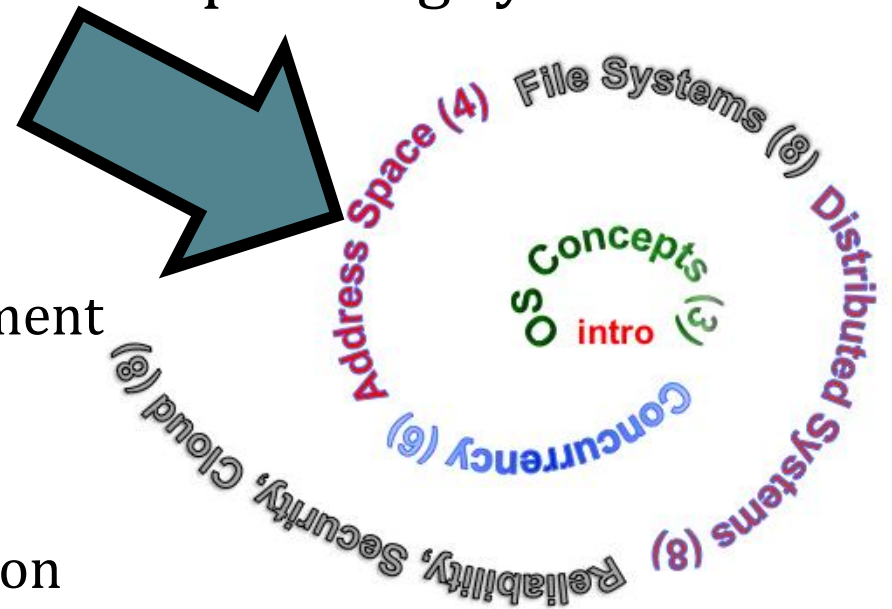 intro
OS Concepts (3)
Concurrency (6)
Address Space (4)
File Systems (8)
Distributed Systems (8)
Reliability, Security, Cloud (8)
ment
on